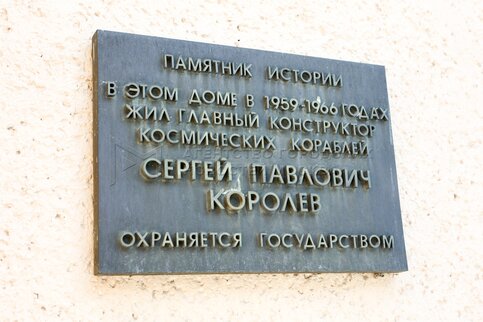 ПАМЯТНИК ИСТОРИИ
В ЭТОМ ДОМЕ В 1959-1966 ГОДАХ
ЖИЛ ГЛАВНЫЙ КОНСТРУКТОР
КОСМИЧЕСКИХ КОРАБЛЕЙ
СЕРГЕЙ ПАВЛОВИЧ
КОРОЛЕВ
ОХРАНЯЕТСЯ ГОСУДАРСТВОМ